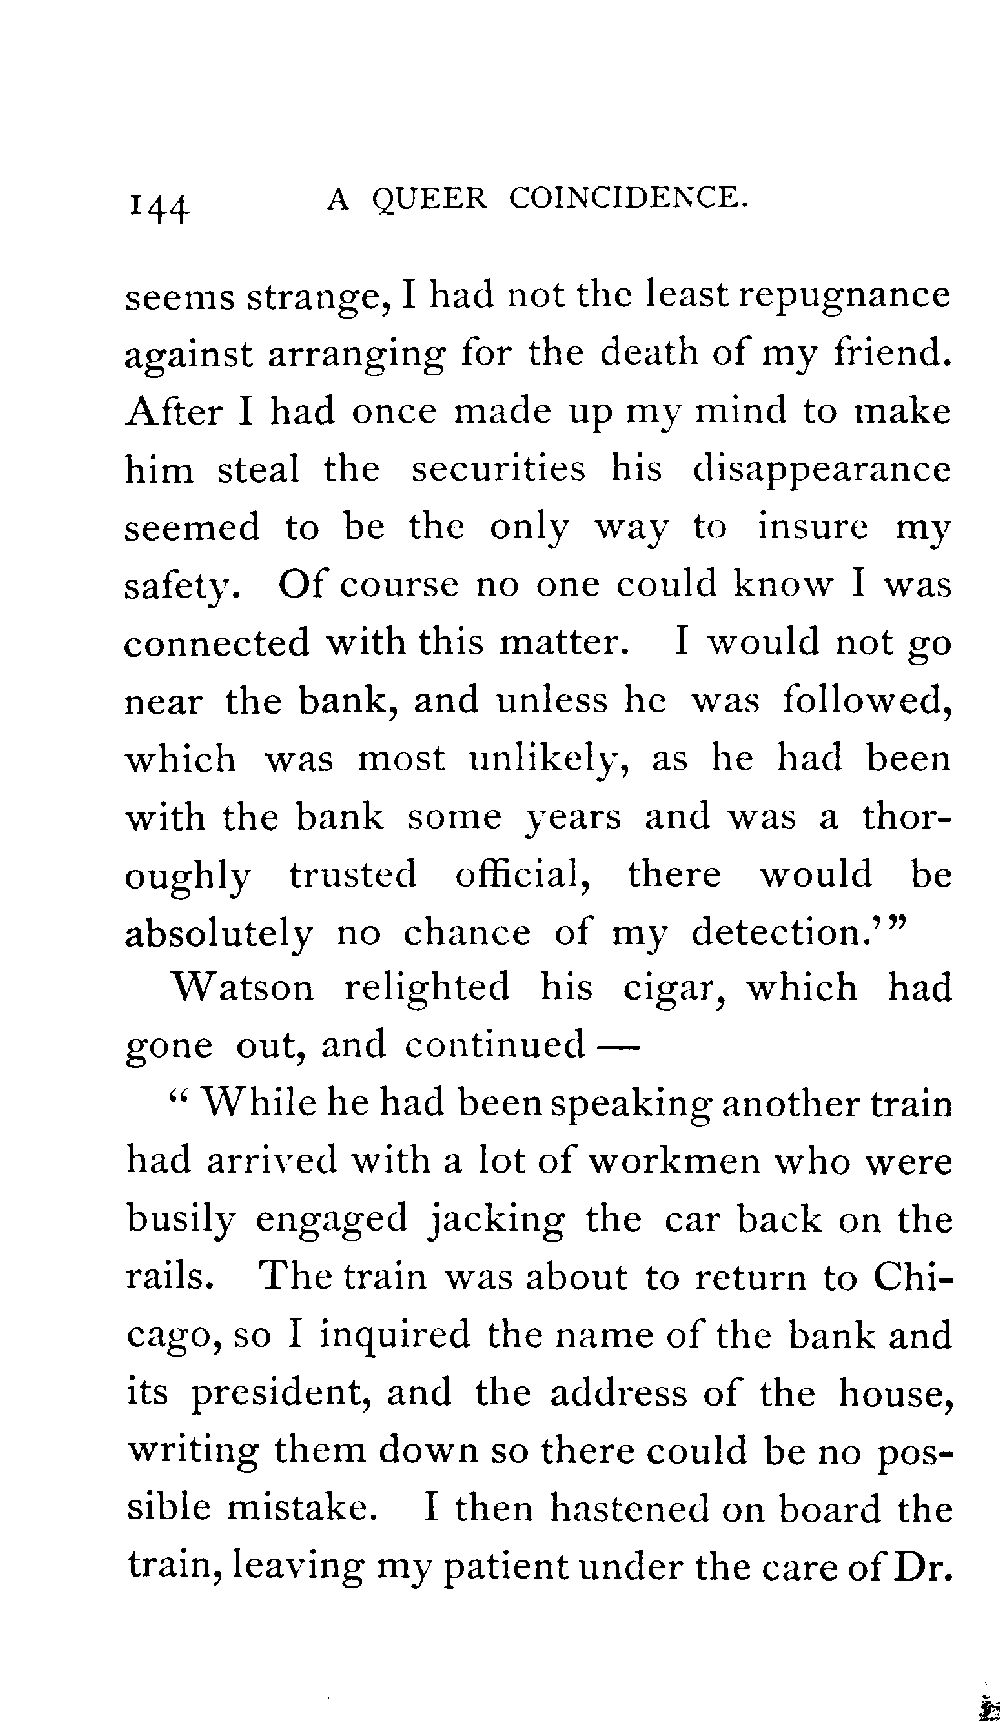 144 A QUEER COINCIDENCE.
seems strange, I had not the least repugnance
against arranging for the death of my friend.
After I had once made up my mind to make
him steal the securities his disappearance
seemed to be the only way to insure my
safety. Of course no one could know I was
connected with this matter. I would not go
near the bank, and unless he was followed,
which was most unlikely, as he had been
with the bank some years and was a thor-
oughly trusted official, there would be
absolutely no chance of my detection.’”
Watson relighted his cigar, which had
gone out, and continued —
“ While he had been speaking another train
had arrived with a lot of workmen who were
busily engaged jacking the car back on the
rails. The train was about to return to Chi-
cago, so I inquired the name of the bank and
its president, and the address of the house,
writing them down so there could be no pos-
sible mistake. I then hastened on board the
train, leaving my patient under the care of Dr.